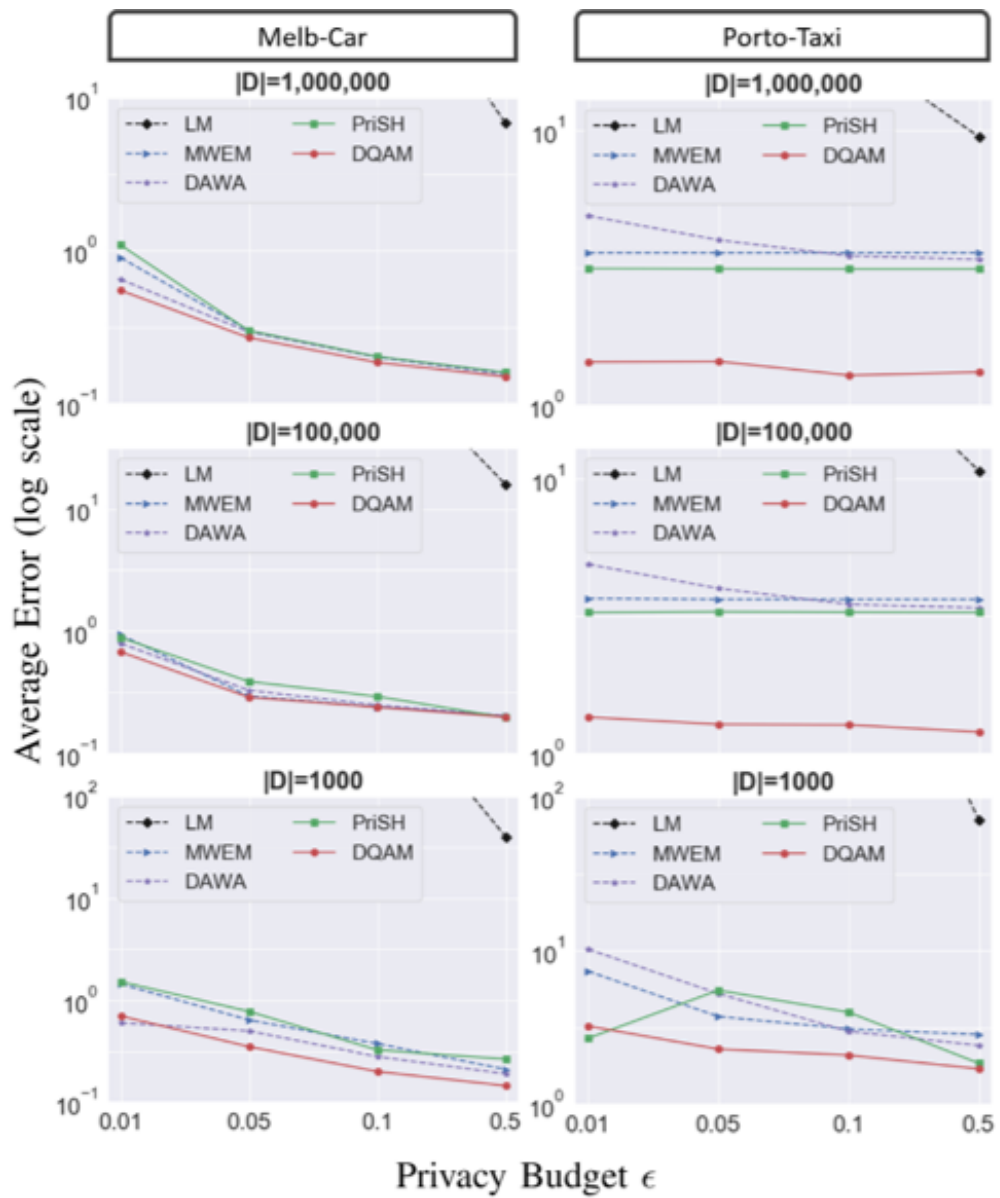 Melb-Car
Porto-Taxi
|D|=1,000,000
10^1
LM
PriSH
MWEM
DQAM
DAWA
10^0
10^-1
|D|=1,000,000
10^1
LM
PriSH
MWEM
DQAM
DAWA
10^0
|D|=100,000
10^1
LM
PriSH
MWEM
DQAM
DAWA
10^0
10^-1
|D|=100,000
10^1
LM
PriSH
MWEM
DQAM
DAWA
10^0
|D|=1000
10^2
LM
PriSH
MWEM
DQAM
DAWA
10^1
10^0
10^-1
0.01 0.05 0.1 0.5
|D|=1000
10^2
LM
PriSH
MWEM
DQAM
DAWA
10^1
10^0
0.01 0.05 0.1 0.5
Average Error (log scale)
Privacy Budget ϵ